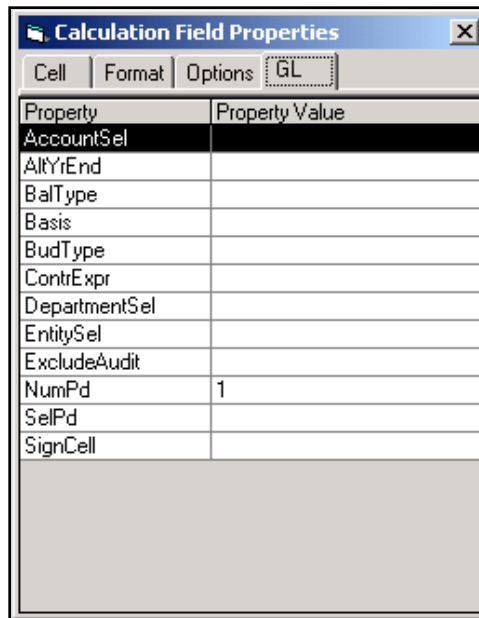 Calculation Field Properties
Cell Format Options GL
Property Property Value
AccountSel
AltYrEnd
BalType
Basis
BudType
ContrExpr
DepartmentSel
EntitySel
ExcludeAudit
NumPd 1
SelPd
SignCell